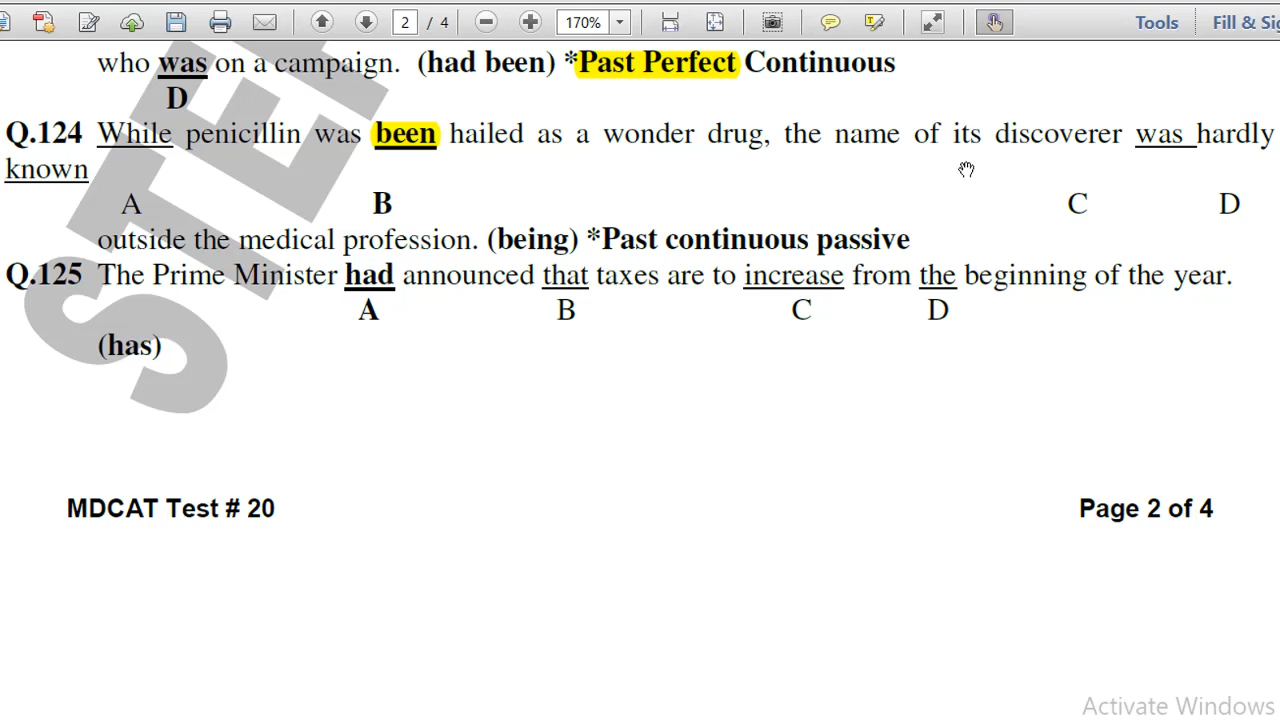 2 / 4 170% Tools Fill & Sig
who was on a campaign. (had been) *Past Perfect Continuous
D
Q.124 While penicillin was been hailed as a wonder drug, the name of its discoverer was hardly
known
A B C D
outside the medical profession. (being) *Past continuous passive
Q.125 The Prime Minister had announced that taxes are to increase from the beginning of the year.
A B C D
(has)
STEP
MDCAT Test # 20 Page 2 of 4
Activate Windows